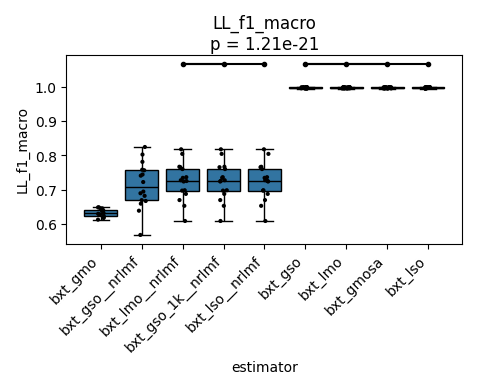 LL_f1_macro
p = 1.21e-21
LL_f1_macro
1.0
0.9
0.8
0.7
0.6
bxt_gmo
bxt_gso__nrlmf
bxt_lmo__nrlmf
bxt_gso_1k__nrlmf
bxt_lso__nrlmf
bxt_gso
bxt_lmo
bxt_gmosa
bxt_lso
estimator